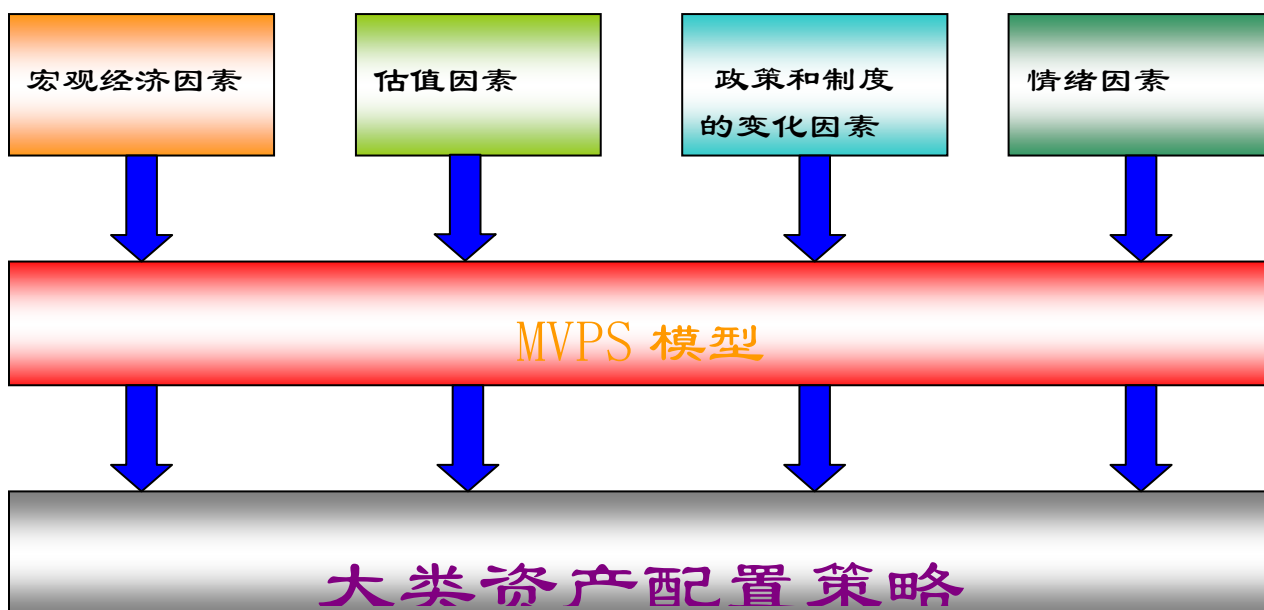 宏观经济因素
估值因素
政策和制度
的变化因素
情绪因素
MVPS 模型
大类资产配置策略